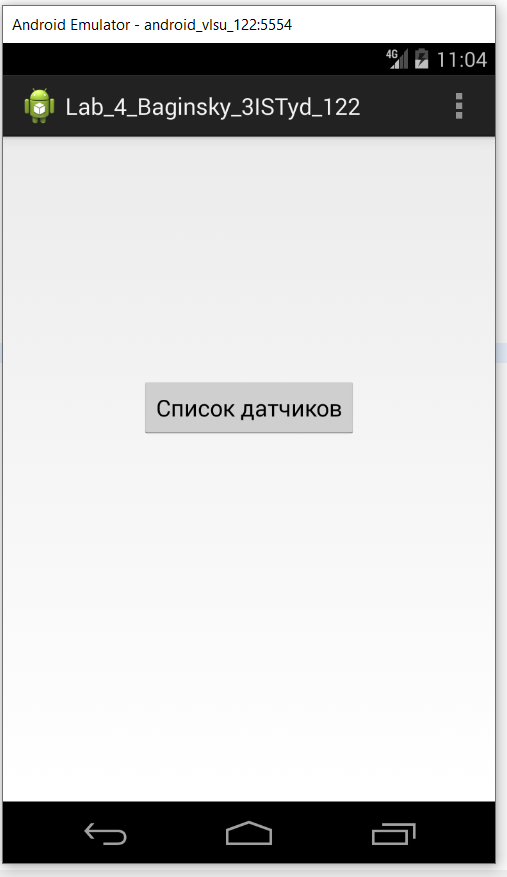 Android Emulator - android_vlsu_122:5554
4G 11:04
Lab_4_Baginsky_3ISTyd_122
Список датчиков